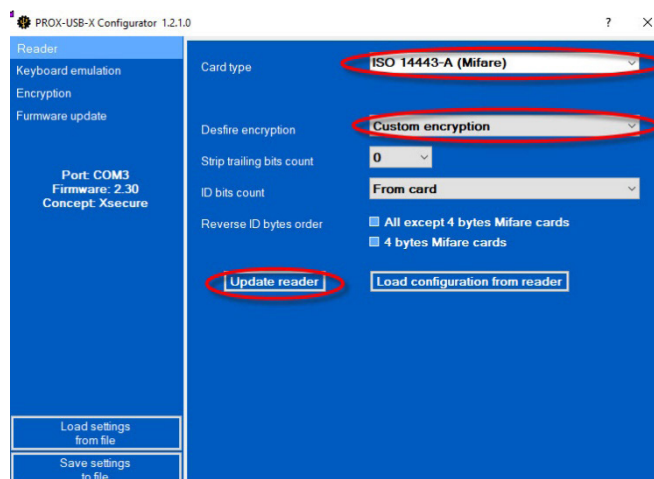 PROX-USB-X Configurator 1.2.1.0
Reader
Keyboard emulation
Encryption
Furmware update
Port: COM3
Firmware: 2.30
Concept: Xsecure
Card type
ISO 14443-A (Mifare)
Desfire encryption
Custom encryption
Strip trailing bits count
0
ID bits count
From card
Reverse ID bytes order
All except 4 bytes Mifare cards
4 bytes Mifare cards
Update reader
Load configuration from reader
Load settings
from file
Save settings
to file